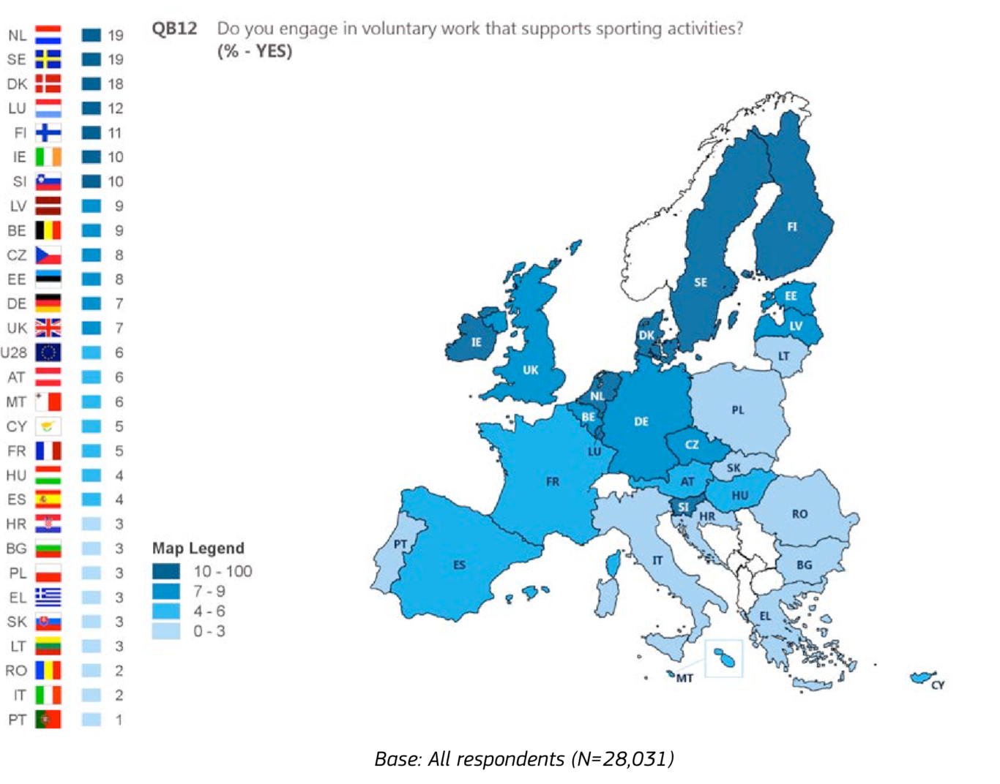 QB12 Do you engage in voluntary work that supports sporting activities?
(% - YES)
NL 19
SE 19
DK 18
LU 12
FI 11
IE 10
SI 10
LV 9
BE 9
CZ 8
EE 8
DE 7
UK 7
U28 6
AT 6
MT 6
CY 5
FR 5
HU 4
ES 4
HR 3
BG 3
PL 3
EL 3
SK 3
LT 3
RO 2
IT 2
PT 1
Map Legend
10 - 100
7 - 9
4 - 6
0 - 3
FI
SE
EE
LV
DK
IE
LT
UK
NL
PL
BE
DE
CZ
LU
SK
FR
AT
HU
SI
HR
RO
PT
IT
ES
BG
EL
MT
CY
Base: All respondents (N=28,031)